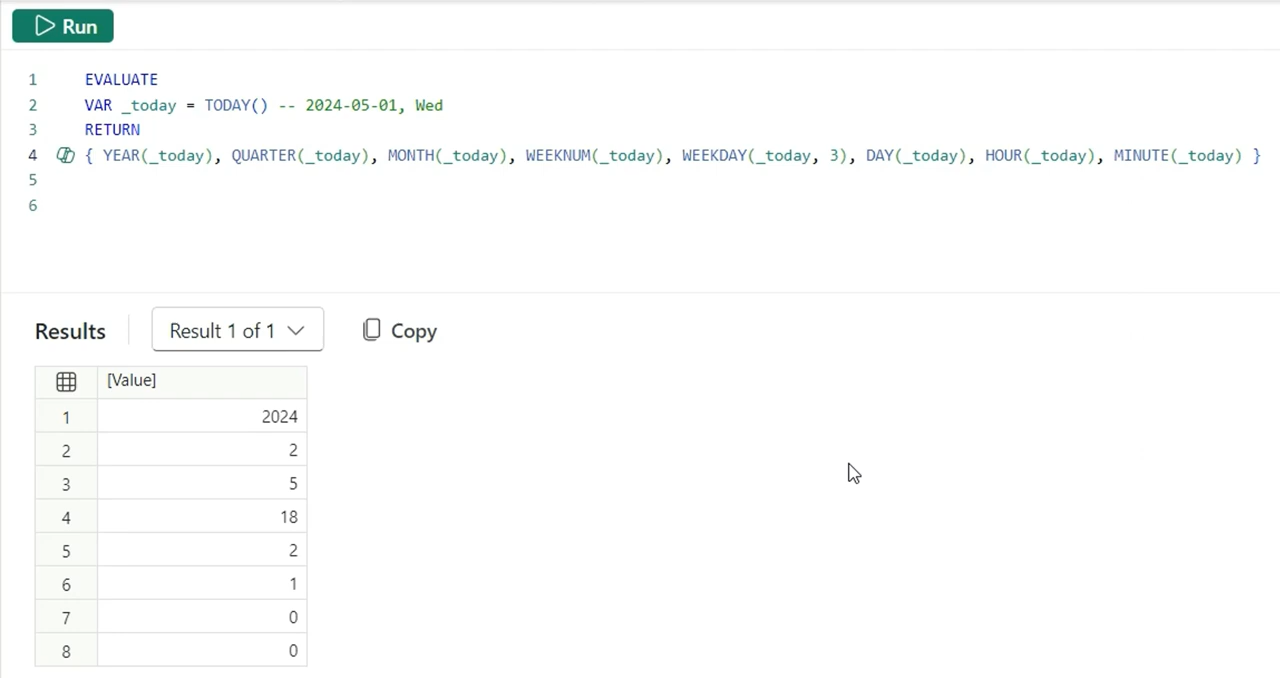 Run
1 EVALUATE
2 VAR _today = TODAY() -- 2024-05-01, Wed
3 RETURN
4 { YEAR(_today), QUARTER(_today), MONTH(_today), WEEKNUM(_today), WEEKDAY(_today, 3), DAY(_today), HOUR(_today), MINUTE(_today) }
5
6
Results Result 1 of 1 Copy
[Value]
1 2024
2 2
3 5
4 18
5 2
6 1
7 0
8 0